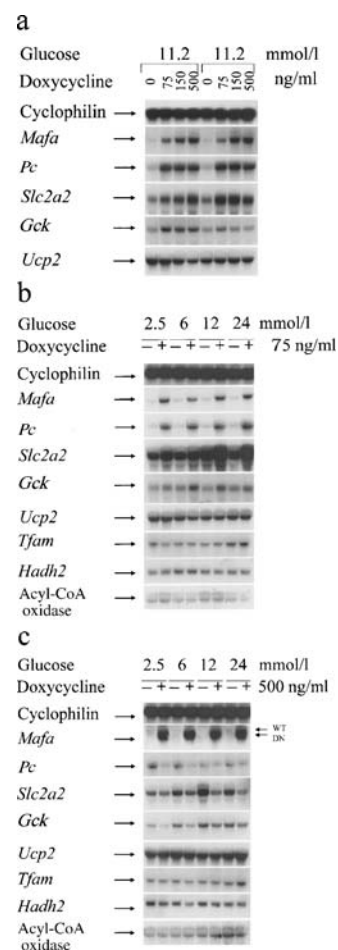 a
Glucose 11.2 11.2 mmol/l
Doxycycline 0 75 150 500 0 75 150 500 ng/ml
Cyclophilin
Mafa
Pc
Slc2a2
Gck
Ucp2
b
Glucose 2.5 6 12 24 mmol/l
Doxycycline – + – + – + – + 75 ng/ml
Cyclophilin
Mafa
Pc
Slc2a2
Gck
Ucp2
Tfam
Hadh2
Acyl-CoA
oxidase
c
Glucose 2.5 6 12 24 mmol/l
Doxycycline – + – + – + – + 500 ng/ml
Cyclophilin
WT
Mafa DN
Pc
Slc2a2
Gck
Ucp2
Tfam
Hadh2
Acyl-CoA
oxidase